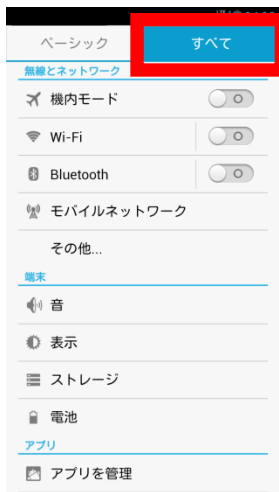 ベーシック
すべて
無線とネットワーク
機内モード
Wi-Fi
Bluetooth
モバイルネットワーク
その他...
端末
音
表示
ストレージ
電池
アプリ
アプリを管理